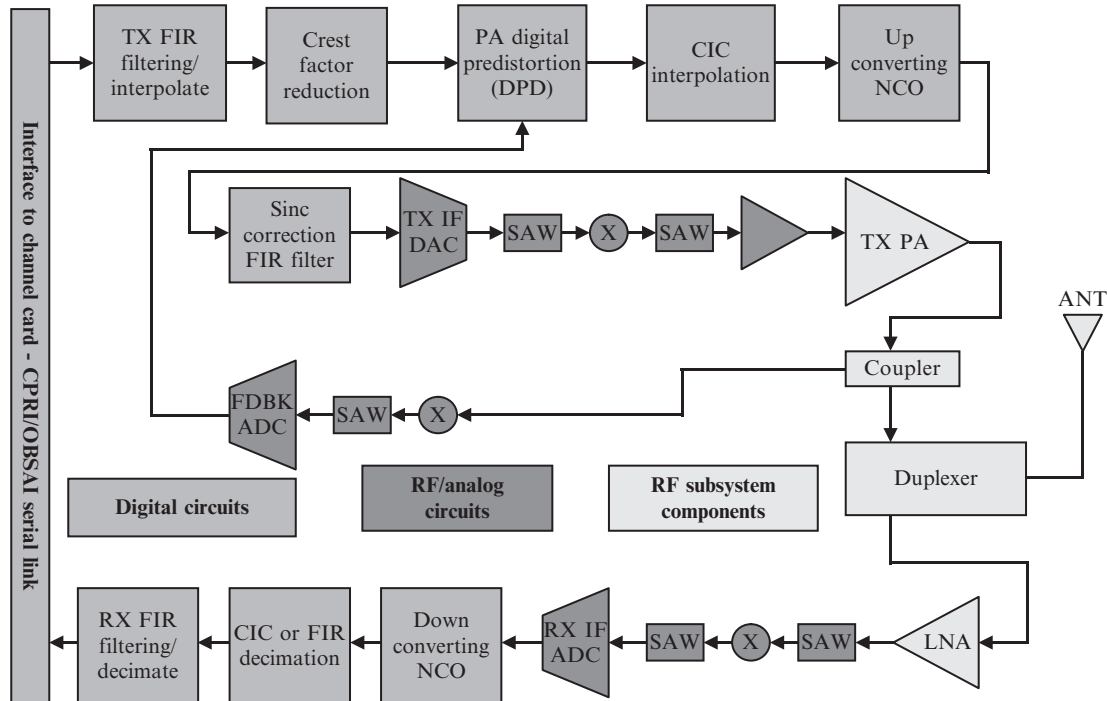 Interface to channel card - CPRI/OBSAI serial link
TX FIR
filtering/
interpolate
Crest
factor
reduction
PA digital
predistortion
(DPD)
CIC
interpolation
Up
converting
NCO
Sinc
correction
FIR filter
TX IF
DAC
SAW
X
SAW
TX PA
ANT
Coupler
FDBK
ADC
SAW
X
Duplexer
Digital circuits
RF/analog
circuits
RF subsystem
components
RX FIR
filtering/
decimate
CIC or FIR
decimation
Down
converting
NCO
RX IF
ADC
SAW
X
SAW
LNA